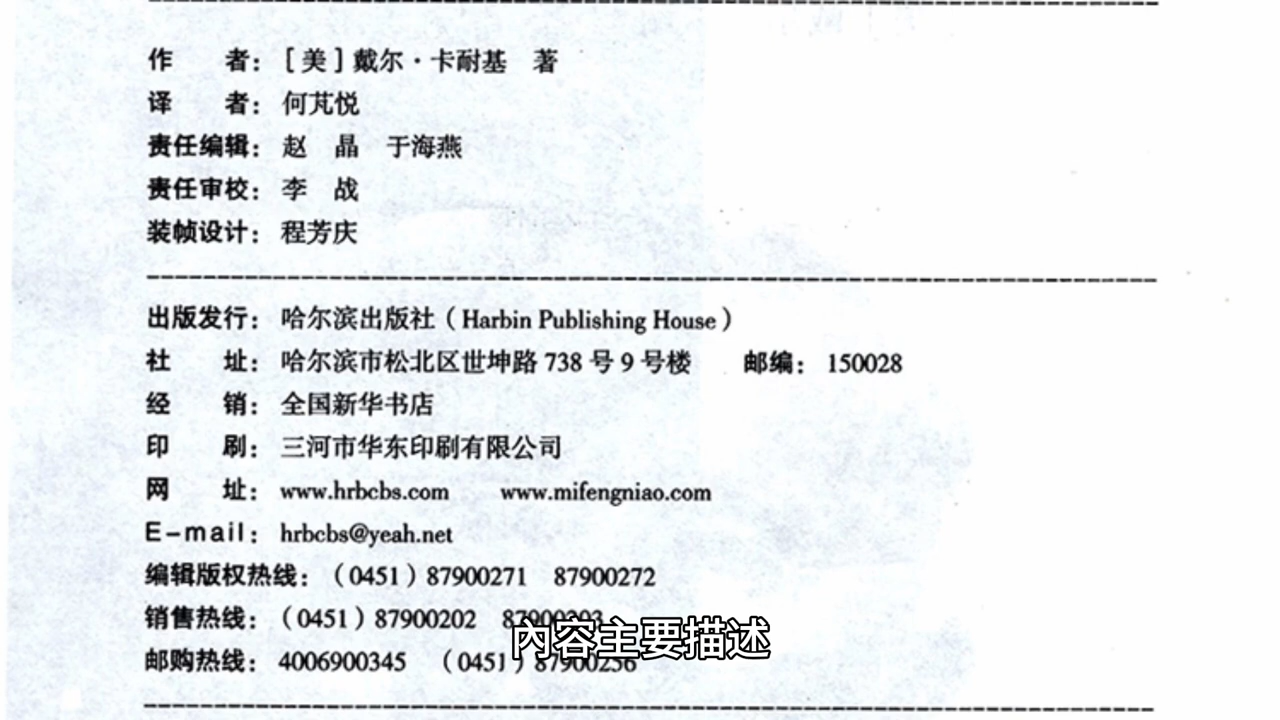 作　　者：［美］戴尔·卡耐基　著
译　　者：何芃悦
责任编辑：赵　晶　于海燕
责任审校：李　战
装帧设计：程芳庆
出版发行：哈尔滨出版社（Harbin Publishing House）
社　　址：哈尔滨市松北区世坤路 738 号 9 号楼　　邮编：150028
经　　销：全国新华书店
印　　刷：三河市华东印刷有限公司
网　　址：www.hrbcbs.com　　www.mifengniao.com
E-mail：hrbcbs@yeah.net
编辑版权热线：（0451）87900271　87900272
销售热线：（0451）87900202　87900203
邮购热线：4006900345　（0451）87900256
內容主要描述